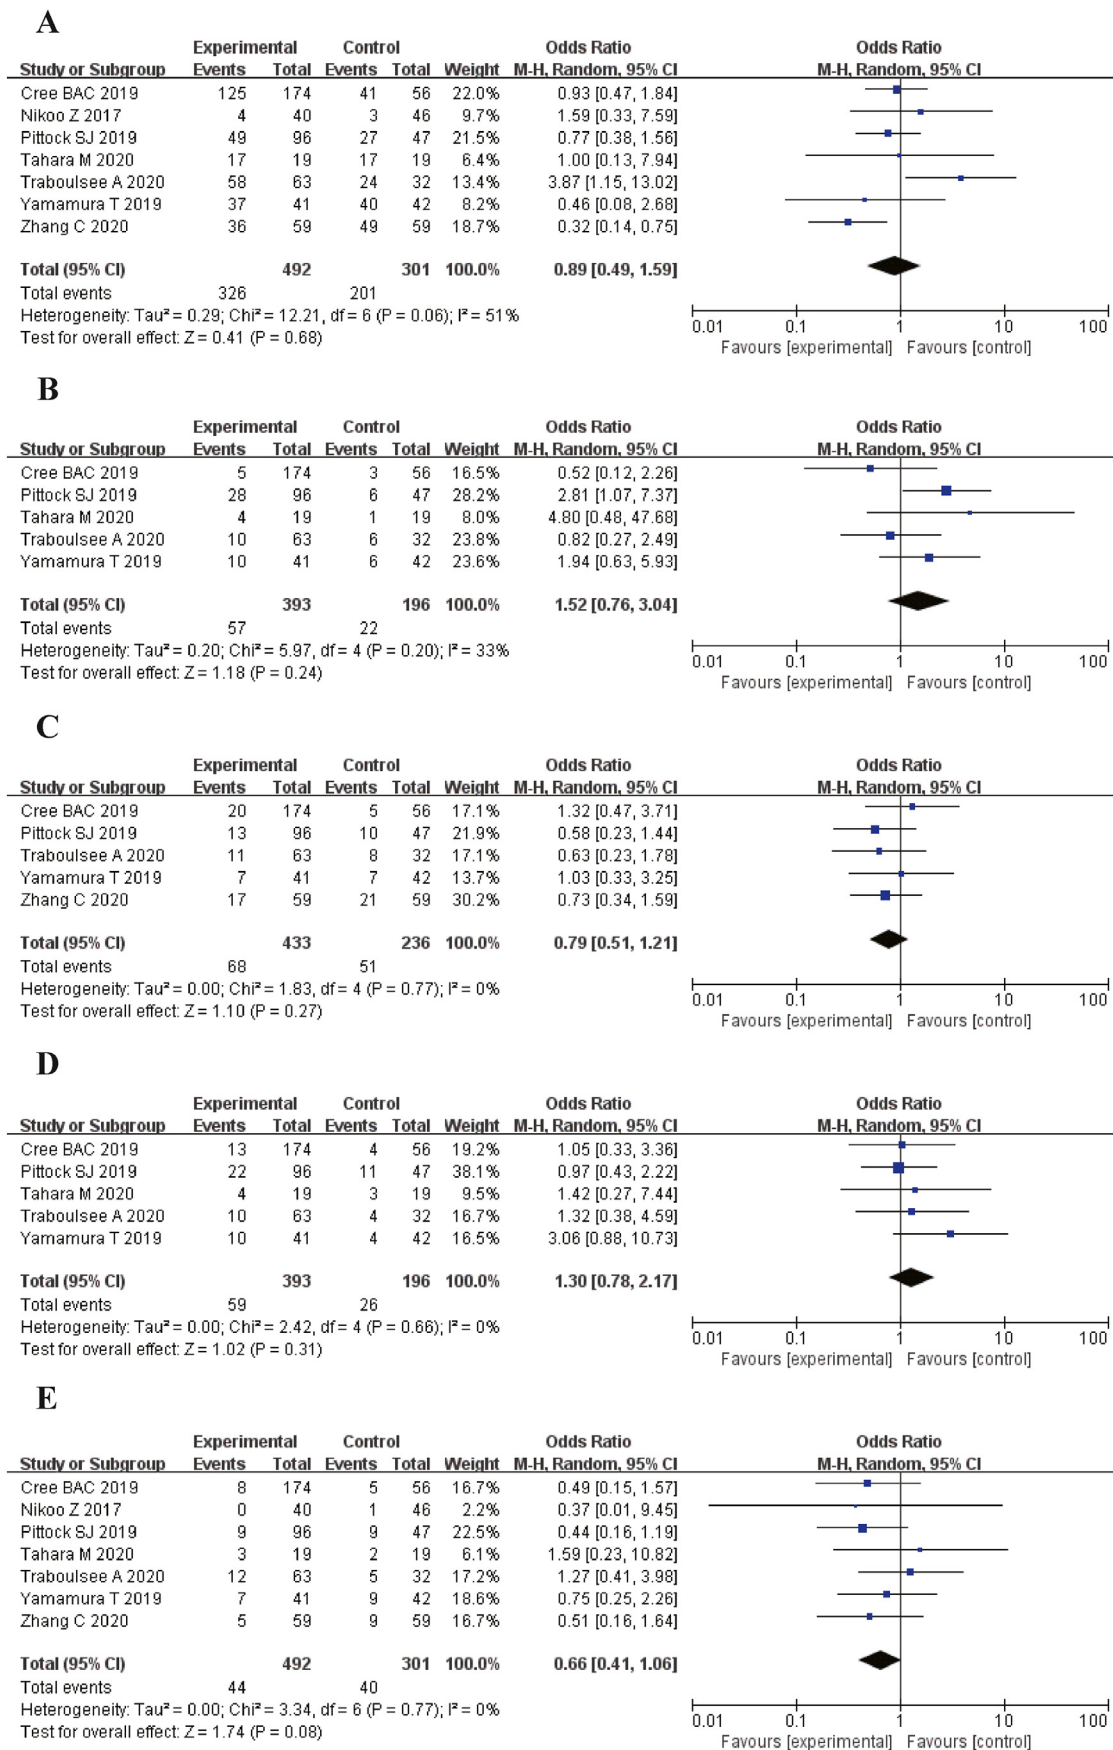 A
Experimental Control Odds Ratio Odds Ratio
Study or Subgroup Events Total Events Total Weight M-H, Random, 95% CI M-H, Random, 95% CI
Cree BAC 2019 125 174 41 56 22.0% 0.93 [0.47, 1.84]
Nikoo Z 2017 4 40 3 46 9.7% 1.59 [0.33, 7.59]
Pittock SJ 2019 49 96 27 47 21.5% 0.77 [0.38, 1.56]
Tahara M 2020 17 19 17 19 6.4% 1.00 [0.13, 7.94]
Traboulsee A 2020 58 63 24 32 13.4% 3.87 [1.15, 13.02]
Yamamura T 2019 37 41 40 42 8.2% 0.46 [0.08, 2.68]
Zhang C 2020 36 59 49 59 18.7% 0.32 [0.14, 0.75]
Total (95% CI) 492 301 100.0% 0.89 [0.49, 1.59]
Total events 326 201
Heterogeneity: Tau² = 0.29; Chi² = 12.21, df = 6 (P = 0.06); I² = 51%
Test for overall effect: Z = 0.41 (P = 0.68)
0.01 0.1 1 10 100
Favours [experimental] Favours [control]
B
Experimental Control Odds Ratio Odds Ratio
Study or Subgroup Events Total Events Total Weight M-H, Random, 95% CI M-H, Random, 95% CI
Cree BAC 2019 5 174 3 56 16.5% 0.52 [0.12, 2.26]
Pittock SJ 2019 28 96 6 47 28.2% 2.81 [1.07, 7.37]
Tahara M 2020 4 19 1 19 8.0% 4.80 [0.48, 47.68]
Traboulsee A 2020 10 63 6 32 23.8% 0.82 [0.27, 2.49]
Yamamura T 2019 10 41 6 42 23.6% 1.94 [0.63, 5.93]
Total (95% CI) 393 196 100.0% 1.52 [0.76, 3.04]
Total events 57 22
Heterogeneity: Tau² = 0.20; Chi² = 5.97, df = 4 (P = 0.20); I² = 33%
Test for overall effect: Z = 1.18 (P = 0.24)
0.01 0.1 1 10 100
Favours [experimental] Favours [control]
C
Experimental Control Odds Ratio Odds Ratio
Study or Subgroup Events Total Events Total Weight M-H, Random, 95% CI M-H, Random, 95% CI
Cree BAC 2019 20 174 5 56 17.1% 1.32 [0.47, 3.71]
Pittock SJ 2019 13 96 10 47 21.9% 0.58 [0.23, 1.44]
Traboulsee A 2020 11 63 8 32 17.1% 0.63 [0.23, 1.78]
Yamamura T 2019 7 41 7 42 13.7% 1.03 [0.33, 3.25]
Zhang C 2020 17 59 21 59 30.2% 0.73 [0.34, 1.59]
Total (95% CI) 433 236 100.0% 0.79 [0.51, 1.21]
Total events 68 51
Heterogeneity: Tau² = 0.00; Chi² = 1.83, df = 4 (P = 0.77); I² = 0%
Test for overall effect: Z = 1.10 (P = 0.27)
0.01 0.1 1 10 100
Favours [experimental] Favours [control]
D
Experimental Control Odds Ratio Odds Ratio
Study or Subgroup Events Total Events Total Weight M-H, Random, 95% CI M-H, Random, 95% CI
Cree BAC 2019 13 174 4 56 19.2% 1.05 [0.33, 3.36]
Pittock SJ 2019 22 96 11 47 38.1% 0.97 [0.43, 2.22]
Tahara M 2020 4 19 3 19 9.5% 1.42 [0.27, 7.44]
Traboulsee A 2020 10 63 4 32 16.7% 1.32 [0.38, 4.59]
Yamamura T 2019 10 41 4 42 16.5% 3.06 [0.88, 10.73]
Total (95% CI) 393 196 100.0% 1.30 [0.78, 2.17]
Total events 59 26
Heterogeneity: Tau² = 0.00; Chi² = 2.42, df = 4 (P = 0.66); I² = 0%
Test for overall effect: Z = 1.02 (P = 0.31)
0.01 0.1 1 10 100
Favours [experimental] Favours [control]
E
Experimental Control Odds Ratio Odds Ratio
Study or Subgroup Events Total Events Total Weight M-H, Random, 95% CI M-H, Random, 95% CI
Cree BAC 2019 8 174 5 56 16.7% 0.49 [0.15, 1.57]
Nikoo Z 2017 0 40 1 46 2.2% 0.37 [0.01, 9.45]
Pittock SJ 2019 9 96 9 47 22.5% 0.44 [0.16, 1.19]
Tahara M 2020 3 19 2 19 6.1% 1.59 [0.23, 10.82]
Traboulsee A 2020 12 63 5 32 17.2% 1.27 [0.41, 3.98]
Yamamura T 2019 7 41 9 42 18.6% 0.75 [0.25, 2.26]
Zhang C 2020 5 59 9 59 16.7% 0.51 [0.16, 1.64]
Total (95% CI) 492 301 100.0% 0.66 [0.41, 1.06]
Total events 44 40
Heterogeneity: Tau² = 0.00; Chi² = 3.34, df = 6 (P = 0.77); I² = 0%
Test for overall effect: Z = 1.74 (P = 0.08)
0.01 0.1 1 10 100
Favours [experimental] Favours [control]